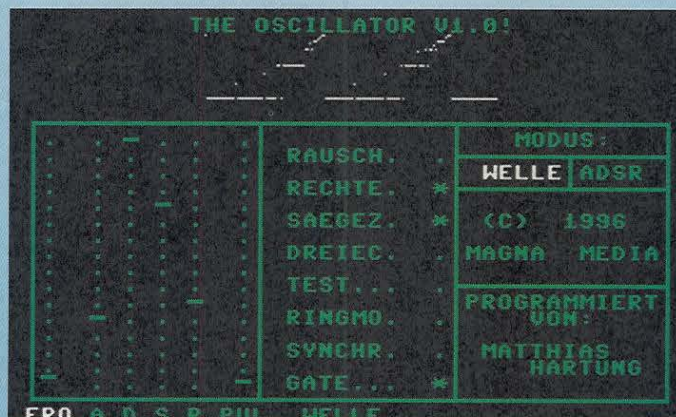 THE OSCILLATOR V1.0!
RAUSCH. .
RECHTE. *
SAEGEZ. *
DREIEC. .
TEST... .
RINGMO. .
SYNCHR. .
GATE... *
MODUS:
WELLE ADSR
(C) 1996
MAGNA MEDIA
PROGRAMMIERT
VON:
MATTHIAS
HARTUNG
FRQ A D S R PW WELLE